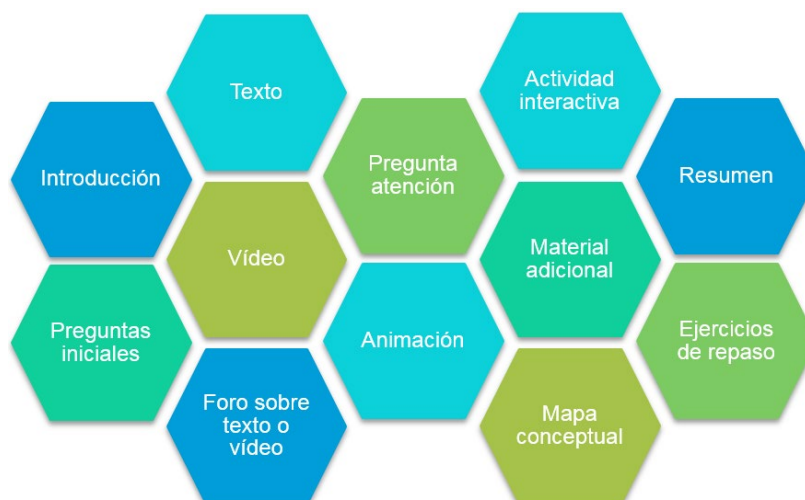 Introducción
Preguntas
iniciales
Texto
Vídeo
Foro sobre
texto o
vídeo
Pregunta
atención
Animación
Actividad
interactiva
Material
adicional
Mapa
conceptual
Resumen
Ejercicios
de repaso